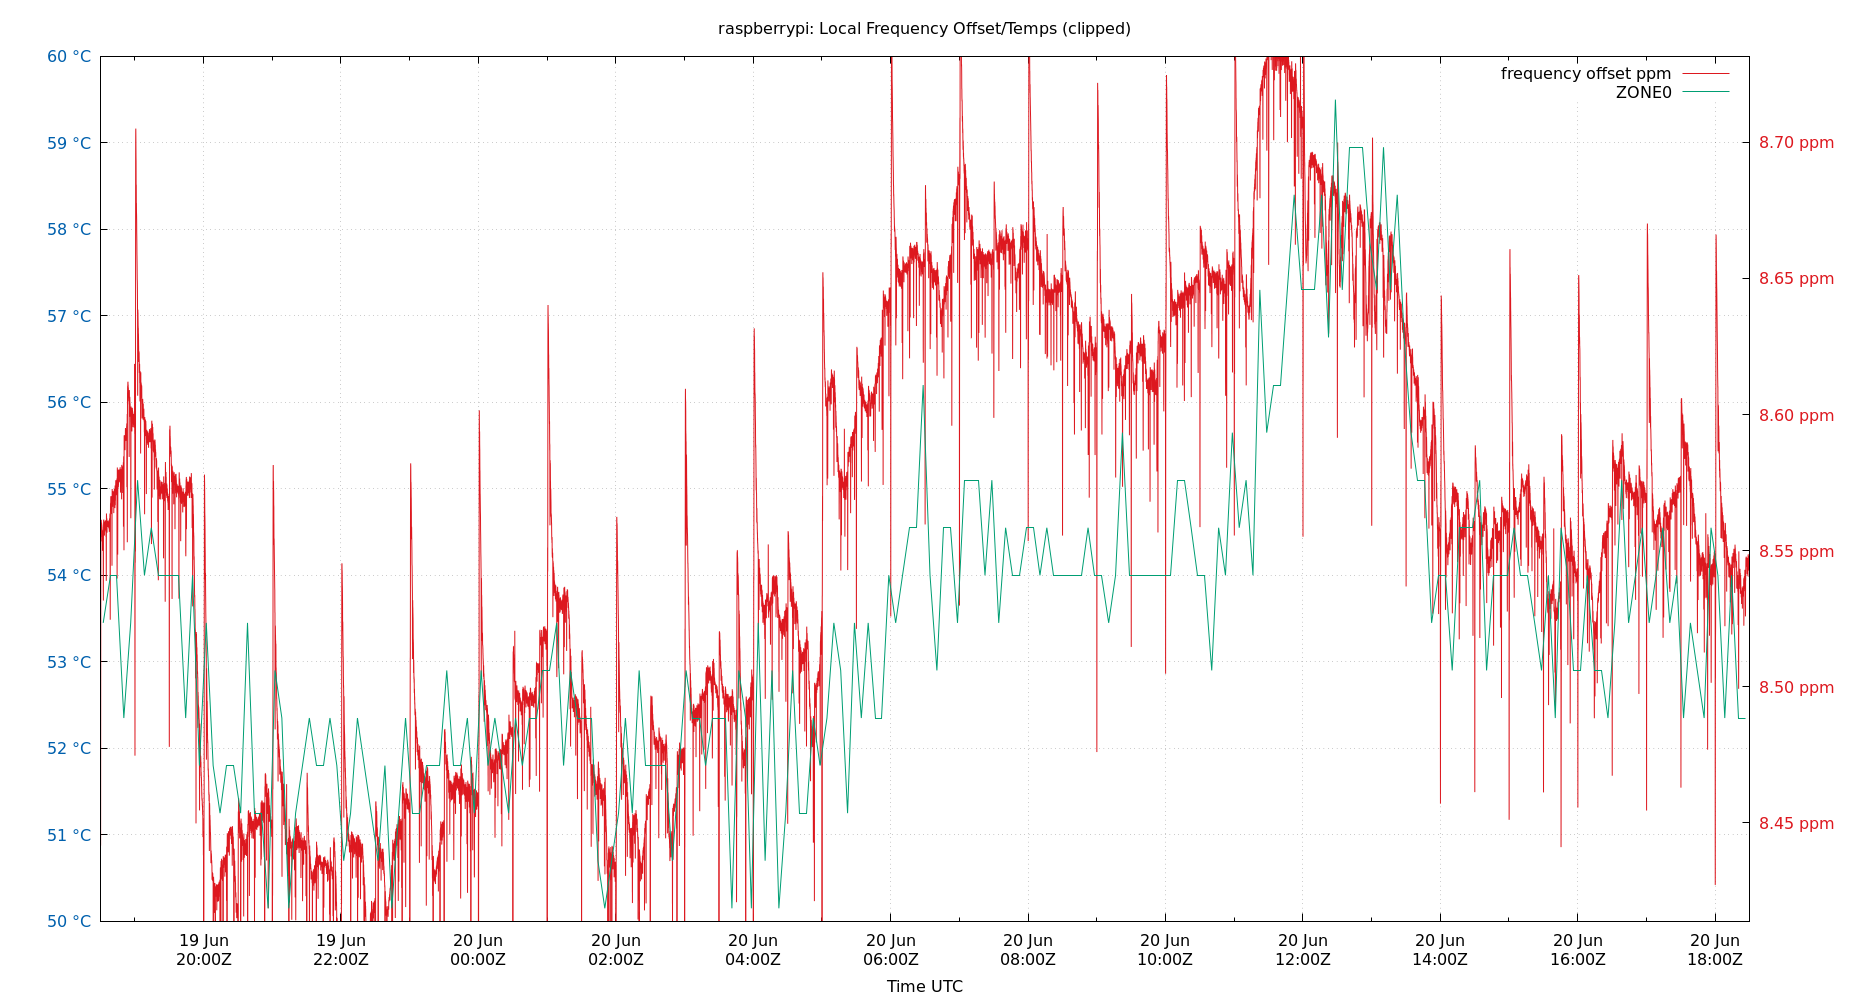 raspberrypi: Local Frequency Offset/Temps (clipped)
60 °C
59 °C
58 °C
57 °C
56 °C
55 °C
54 °C
53 °C
52 °C
51 °C
50 °C
frequency offset ppm
ZONE0
8.70 ppm
8.65 ppm
8.60 ppm
8.55 ppm
8.50 ppm
8.45 ppm
19 Jun 19 Jun 20 Jun 20 Jun 20 Jun 20 Jun 20 Jun 20 Jun 20 Jun 20 Jun 20 Jun 20 Jun
20:00Z 22:00Z 00:00Z 02:00Z 04:00Z 06:00Z 08:00Z 10:00Z 12:00Z 14:00Z 16:00Z 18:00Z
Time UTC